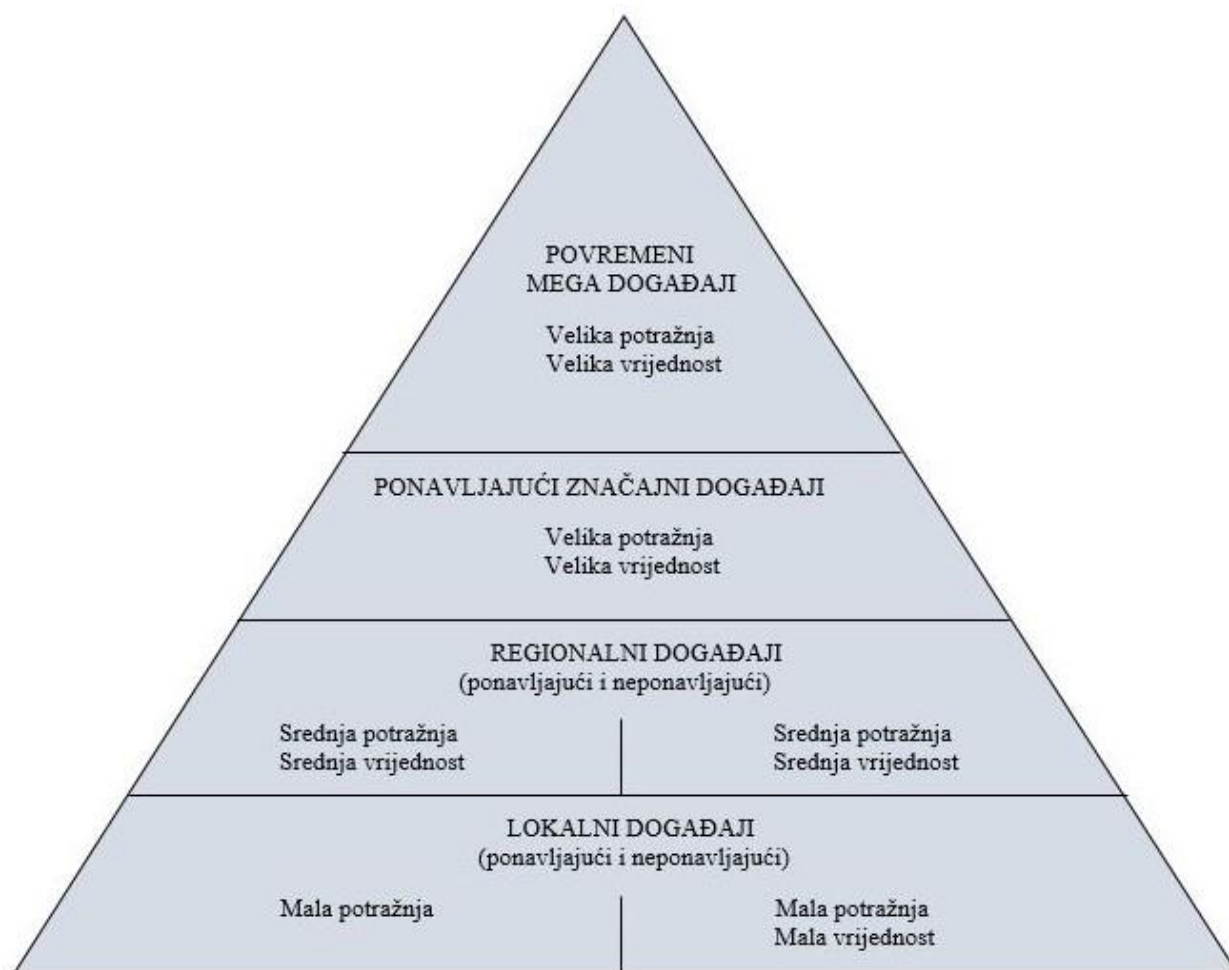 POVREMENI
MEGA DOGAĐAJI
Velika potražnja
Velika vrijednost
PONAVLJAJUĆI ZNAČAJNI DOGAĐAJI
Velika potražnja
Velika vrijednost
REGIONALNI DOGAĐAJI
(ponavljajući i neponavljajući)
Srednja potražnja
Srednja vrijednost
Srednja potražnja
Srednja vrijednost
LOKALNI DOGAĐAJI
(ponavljajući i neponavljajući)
Mala potražnja
Mala potražnja
Mala vrijednost